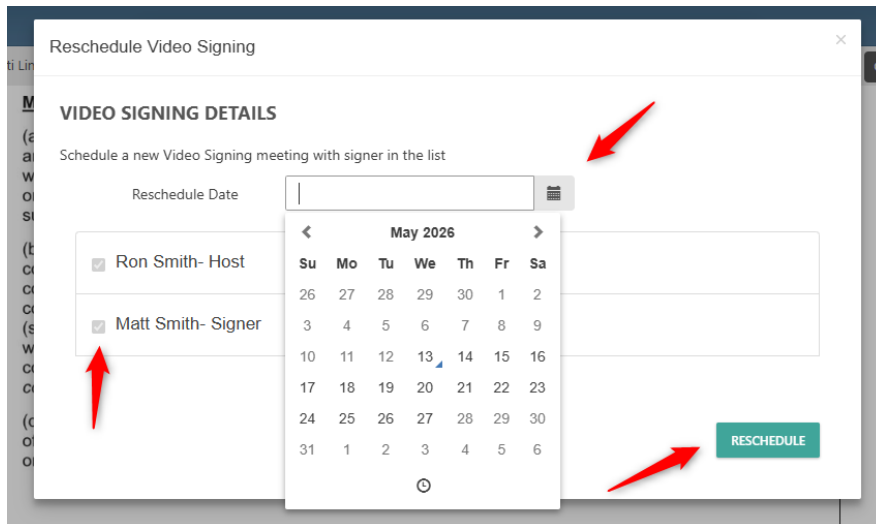 Reschedule Video Signing
×
ti Lin
VIDEO SIGNING DETAILS
Schedule a new Video Signing meeting with signer in the list
Reschedule Date
May 2026
Su Mo Tu We Th Fr Sa
26 27 28 29 30 1 2
3 4 5 6 7 8 9
10 11 12 13 14 15 16
17 18 19 20 21 22 23
24 25 26 27 28 29 30
31 1 2 3 4 5 6
Ron Smith- Host
Matt Smith- Signer
RESCHEDULE